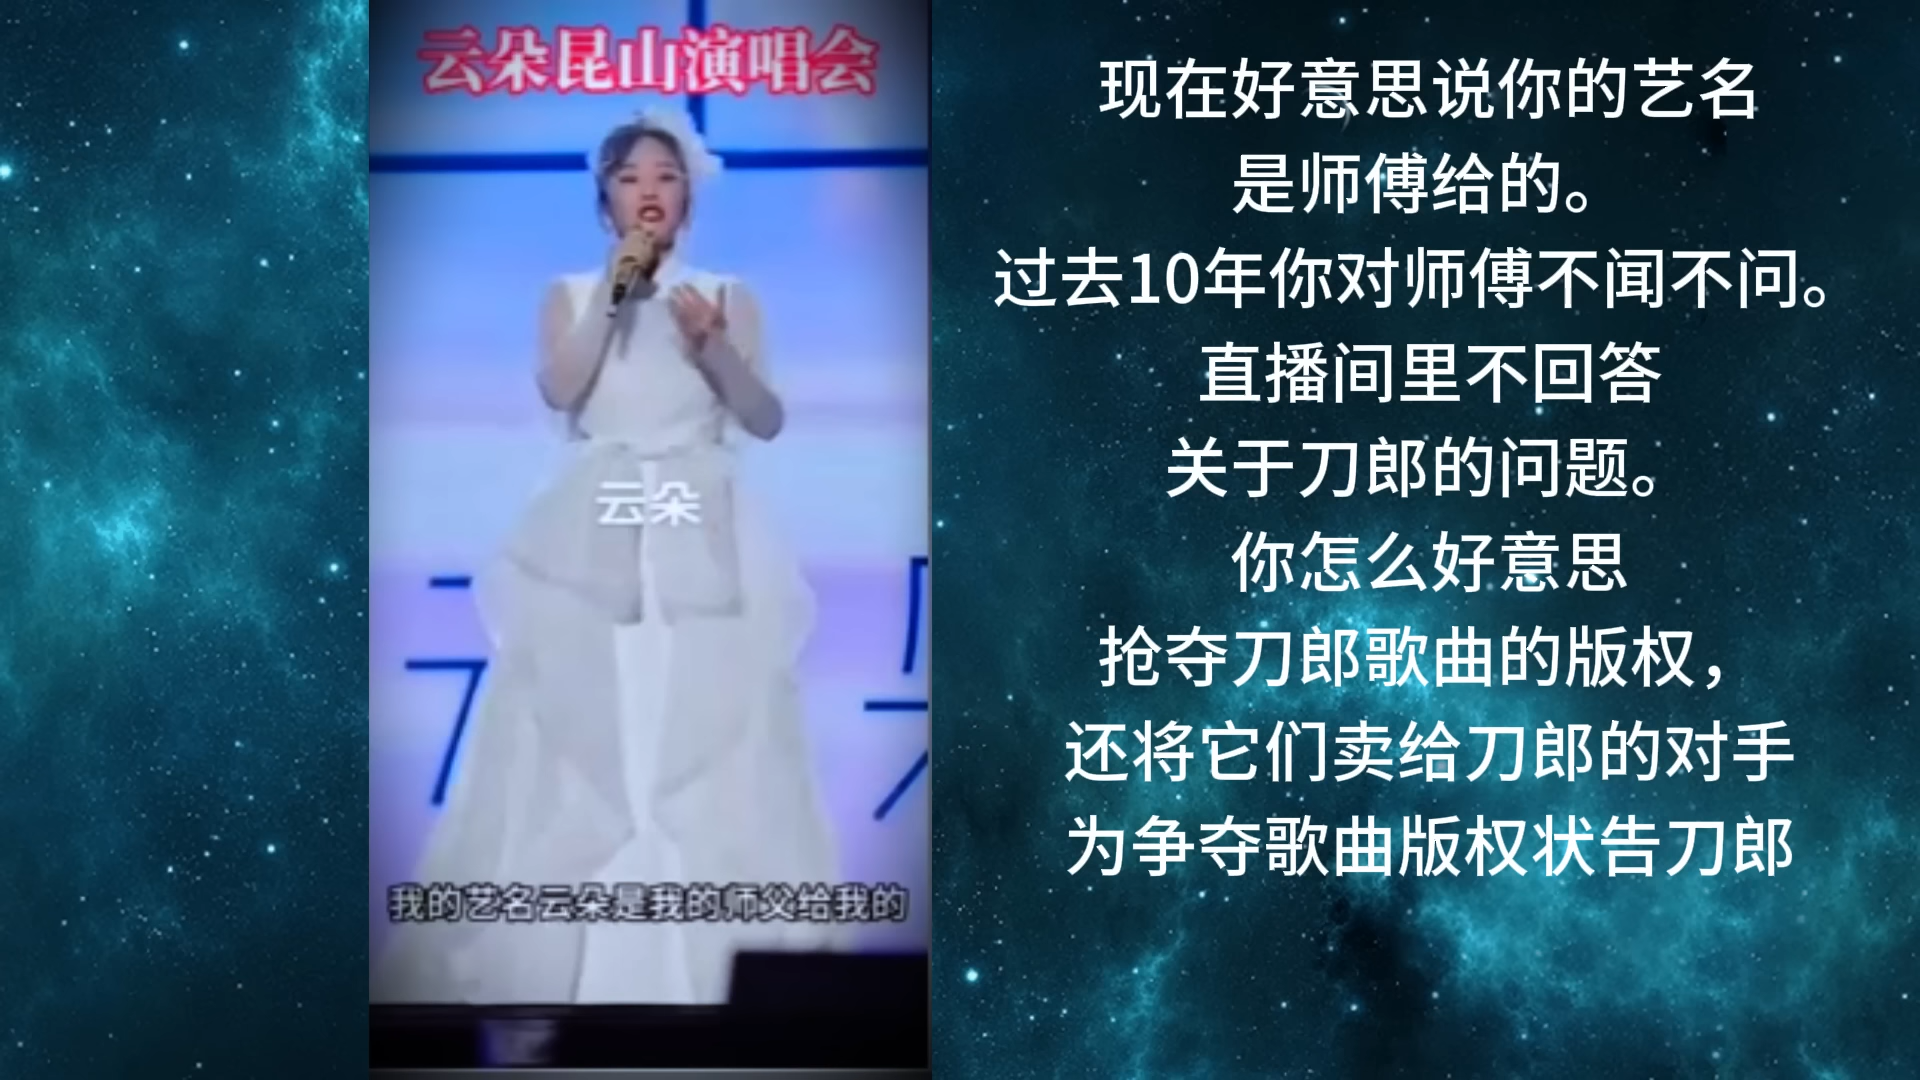 云朵昆山演唱会
云朵
我的艺名云朵是我的师父给我的
现在好意思说你的艺名
是师傅给的。
过去10年你对师傅不闻不问。
直播间里不回答
关于刀郎的问题。
你怎么好意思
抢夺刀郎歌曲的版权，
还将它们卖给刀郎的对手
为争夺歌曲版权状告刀郎